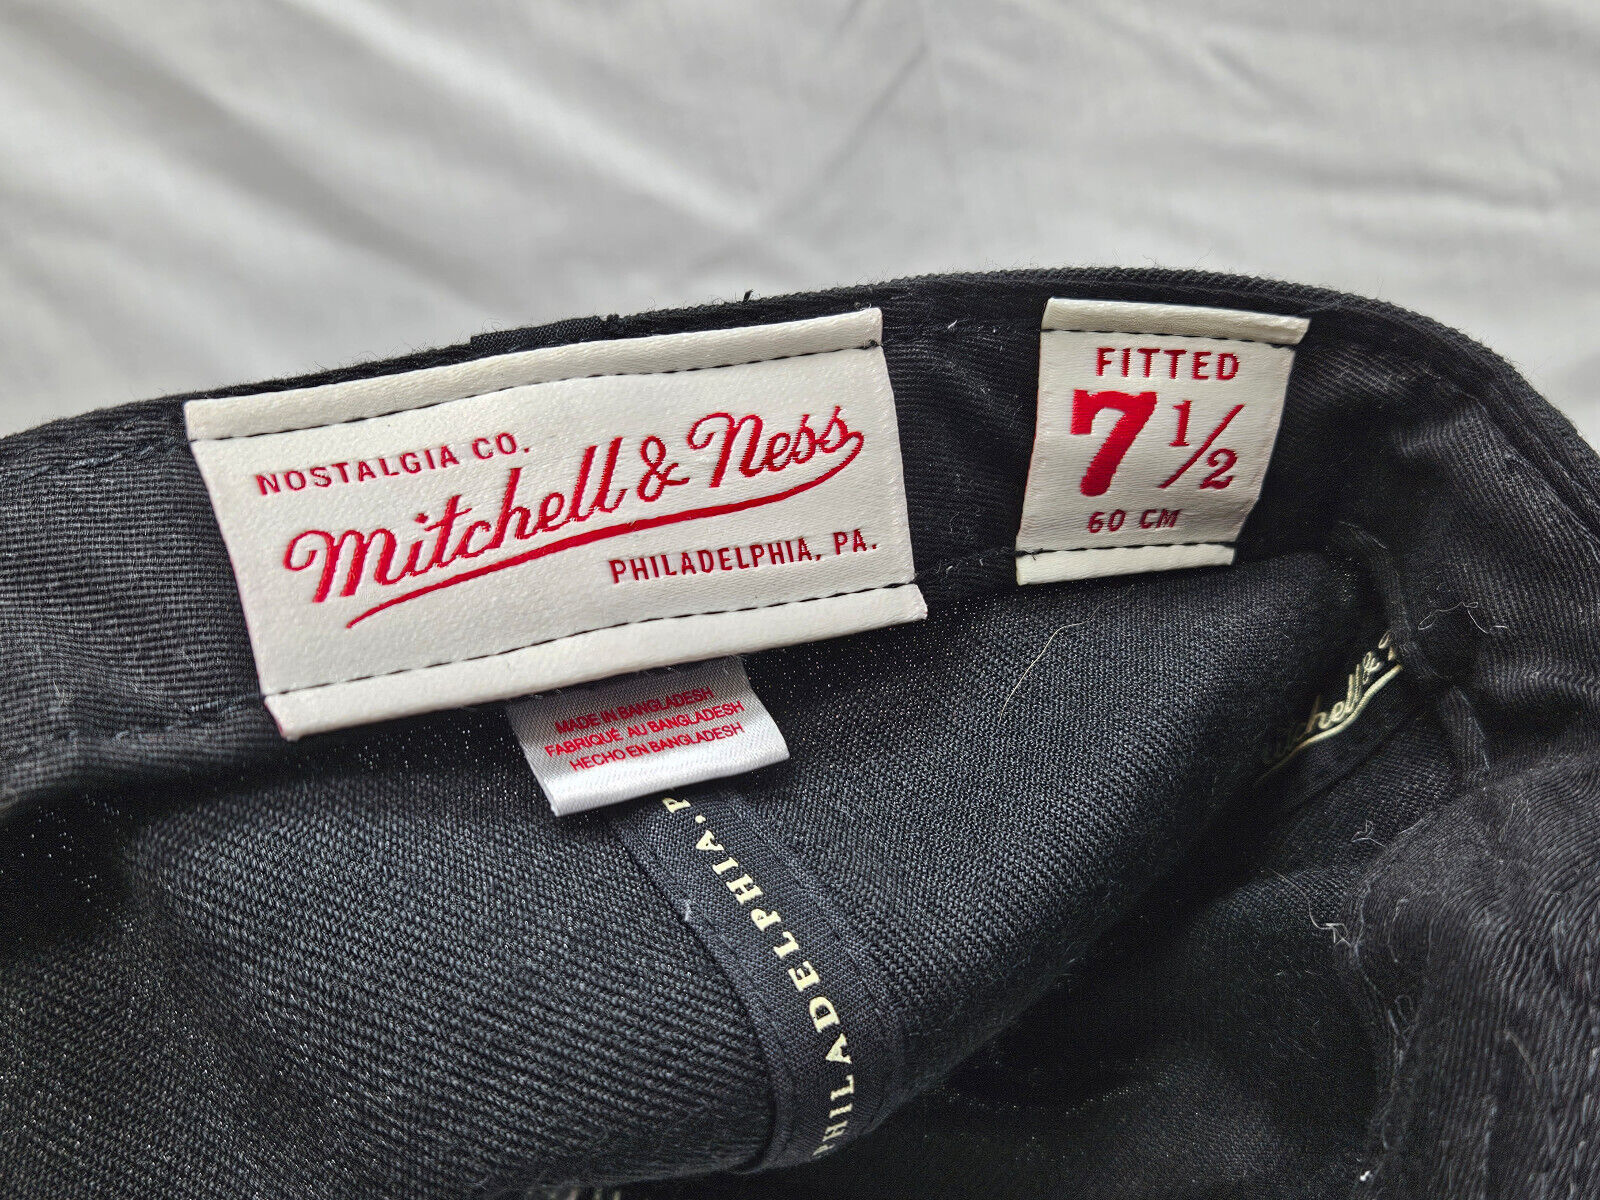 NOSTALGIA CO.
Mitchell & Ness
PHILADELPHIA, PA.
FITTED
7 1/2
60 CM
MADE IN BANGLADESH
FABRIQUÉ AU BANGLADESH
HECHO EN BANGLADESH
PHILADELPHIA, P
Mitchell &